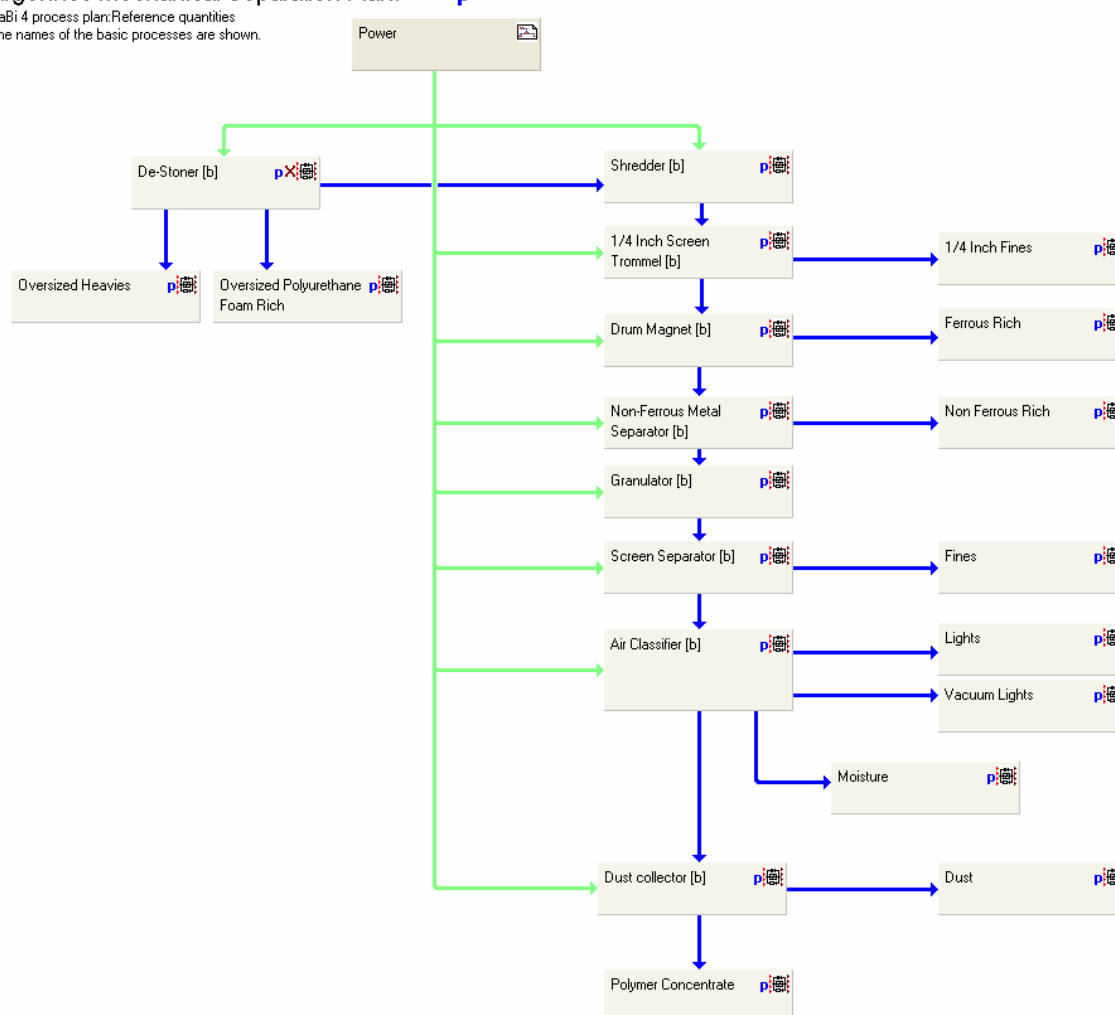 aBi 4 process plan:Reference quantities
he names of the basic processes are shown.
Power
De-Stoner [b]
Shredder [b]
1/4 Inch Screen
Trommel [b]
1/4 Inch Fines
Oversized Heavies
Oversized Polyurethane
Foam Rich
Drum Magnet [b]
Ferrous Rich
Non-Ferrous Metal
Separator [b]
Non Ferrous Rich
Granulator [b]
Screen Separator [b]
Fines
Air Classifier [b]
Lights
Vacuum Lights
Moisture
Dust collector [b]
Dust
Polymer Concentrate